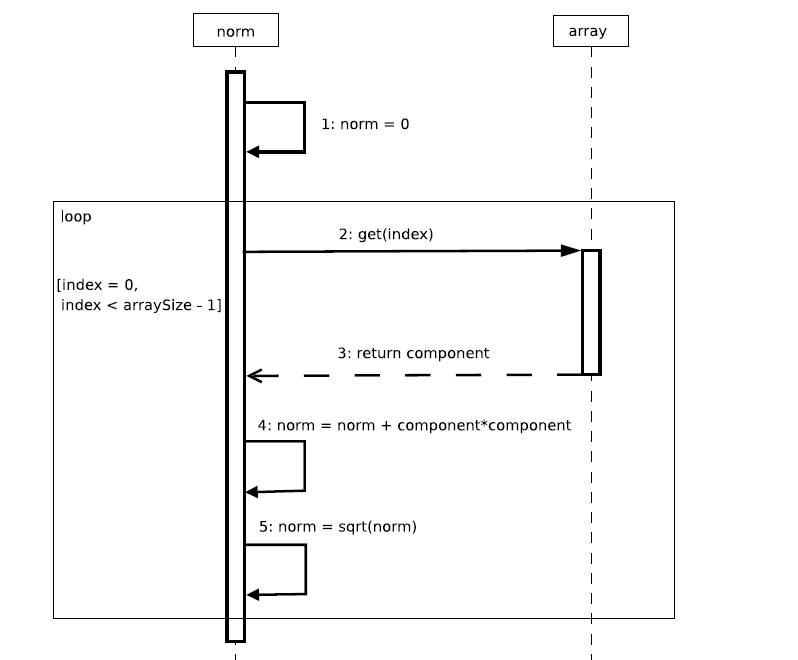 norm
array
1: norm = 0
loop
2: get(index)
[index = 0,
index < arraySize - 1]
3: return component
4: norm = norm + component*component
5: norm = sqrt(norm)